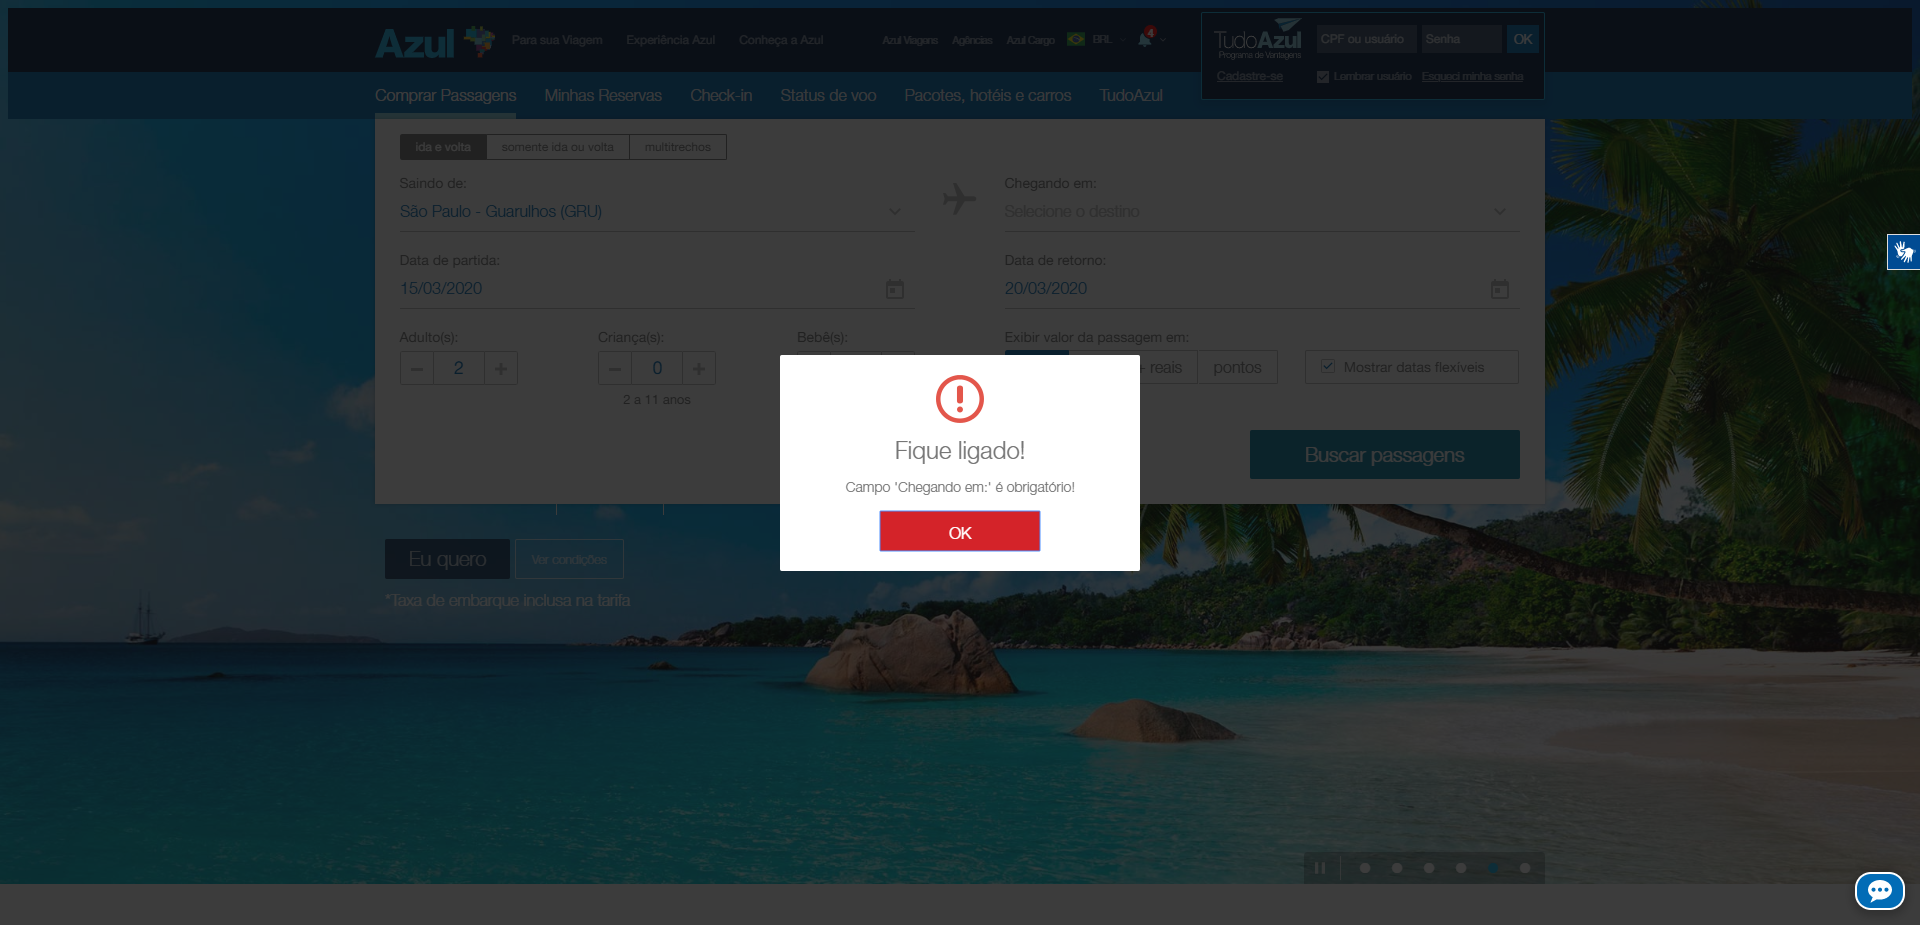 Azul
Para sua Viagem
Experiência Azul
Conheça a Azul
Azul Viagens
Agências
Azul Cargo
BRL
4
TudoAzul
Programa de Vantagens
CPF ou usuário
Senha
OK
Cadastre-se
Lembrar usuário
Esqueci minha senha
Comprar Passagens
Minhas Reservas
Check-in
Status de voo
Pacotes, hotéis e carros
TudoAzul
ida e volta
somente ida ou volta
multitrechos
Saindo de:
São Paulo - Guarulhos (GRU)
Chegando em:
Selecione o destino
Data de partida:
15/03/2020
Data de retorno:
20/03/2020
Adulto(s):
Criança(s):
Bebê(s):
Exibir valor da passagem em:
2
0
+ reais
pontos
Mostrar datas flexíveis
2 a 11 anos
Buscar passagens
Fique ligado!
Campo 'Chegando em:' é obrigatório!
OK
Eu quero
Ver condições
*Taxa de embarque inclusa na tarifa